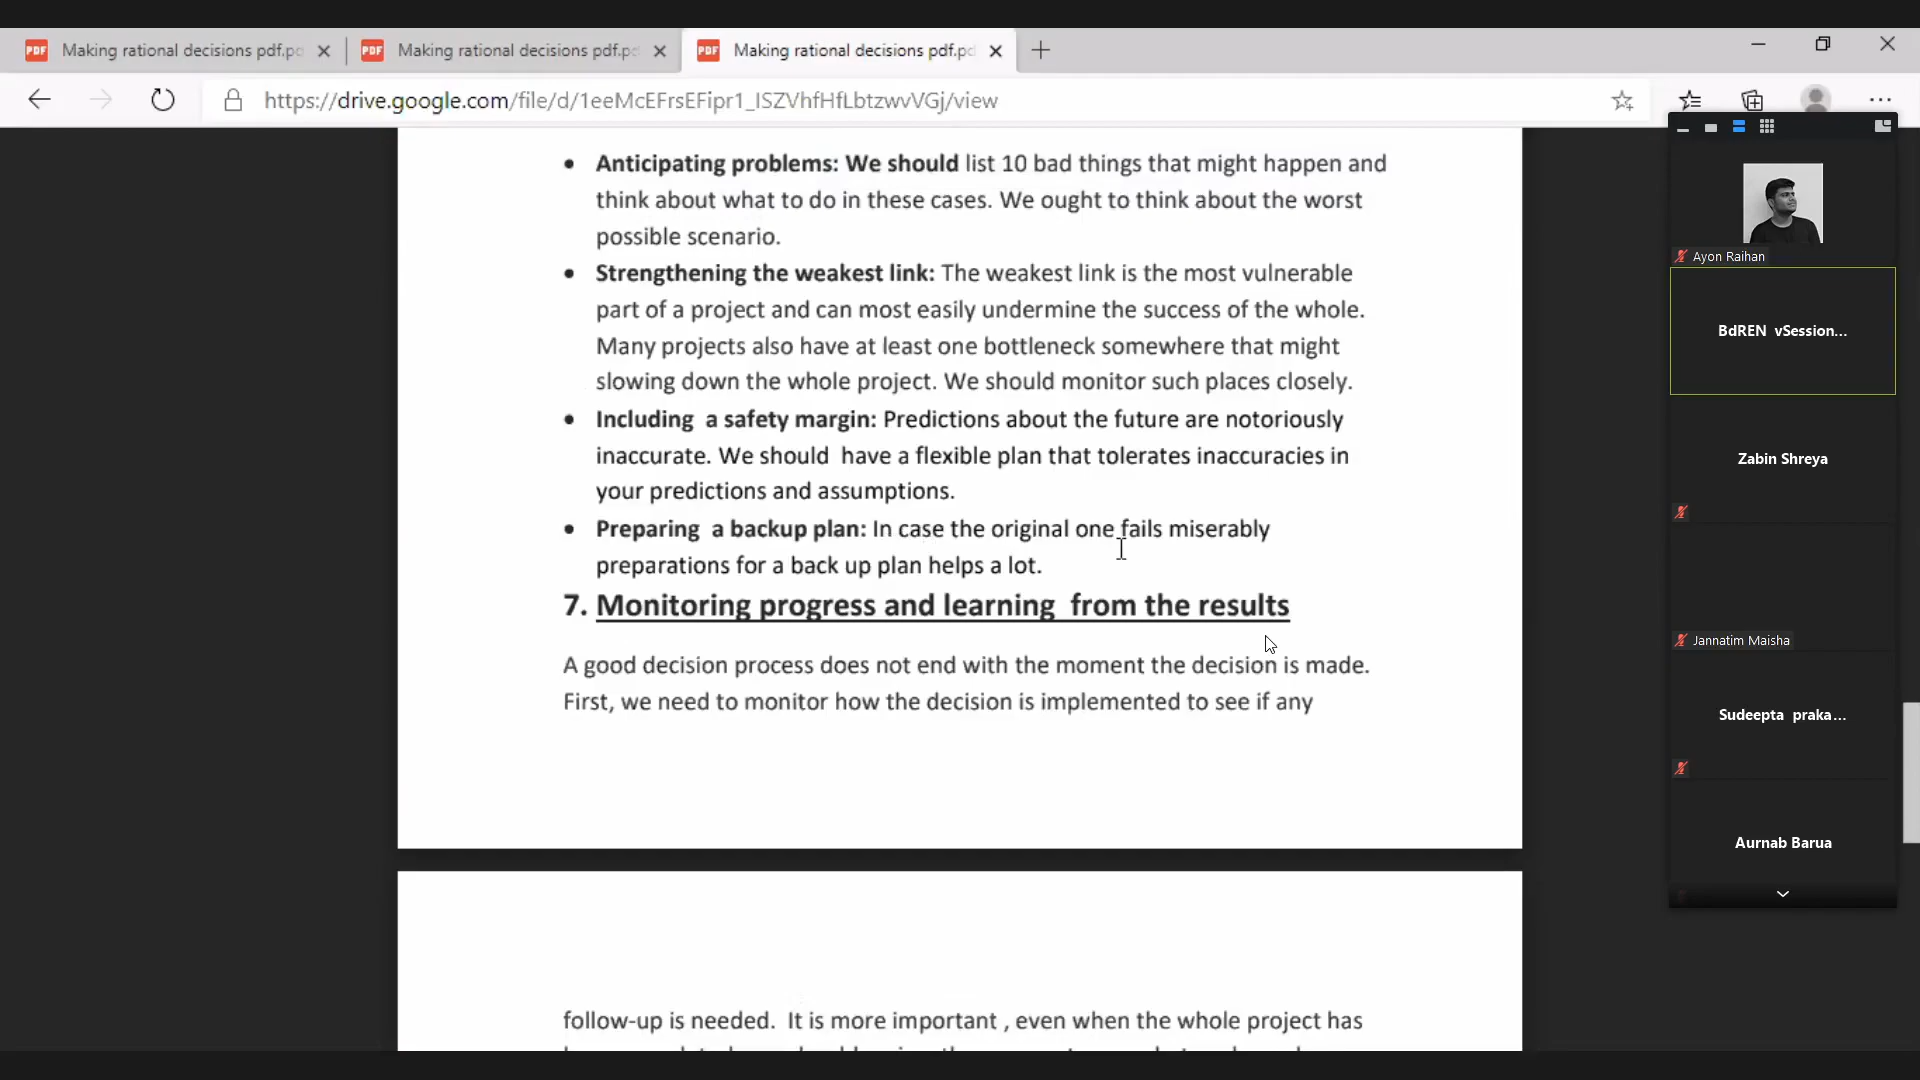 PDF Making rational decisions pdf.pd
PDF Making rational decisions pdf.pd
PDF Making rational decisions pdf.pd
https://drive.google.com/file/d/1eeMcEFrsEFipr1_ISZVhfHfLbtzwvVGj/view
• Anticipating problems: We should list 10 bad things that might happen and
think about what to do in these cases. We ought to think about the worst
possible scenario.
• Strengthening the weakest link: The weakest link is the most vulnerable
part of a project and can most easily undermine the success of the whole.
Many projects also have at least one bottleneck somewhere that might
slowing down the whole project. We should monitor such places closely.
• Including a safety margin: Predictions about the future are notoriously
inaccurate. We should have a flexible plan that tolerates inaccuracies in
your predictions and assumptions.
• Preparing a backup plan: In case the original one fails miserably
preparations for a back up plan helps a lot.
7. Monitoring progress and learning from the results
A good decision process does not end with the moment the decision is made.
First, we need to monitor how the decision is implemented to see if any
follow-up is needed. It is more important , even when the whole project has
Ayon Raihan
BdREN vSession...
Zabin Shreya
Jannatim Maisha
Sudeepta praka...
Aurnab Barua